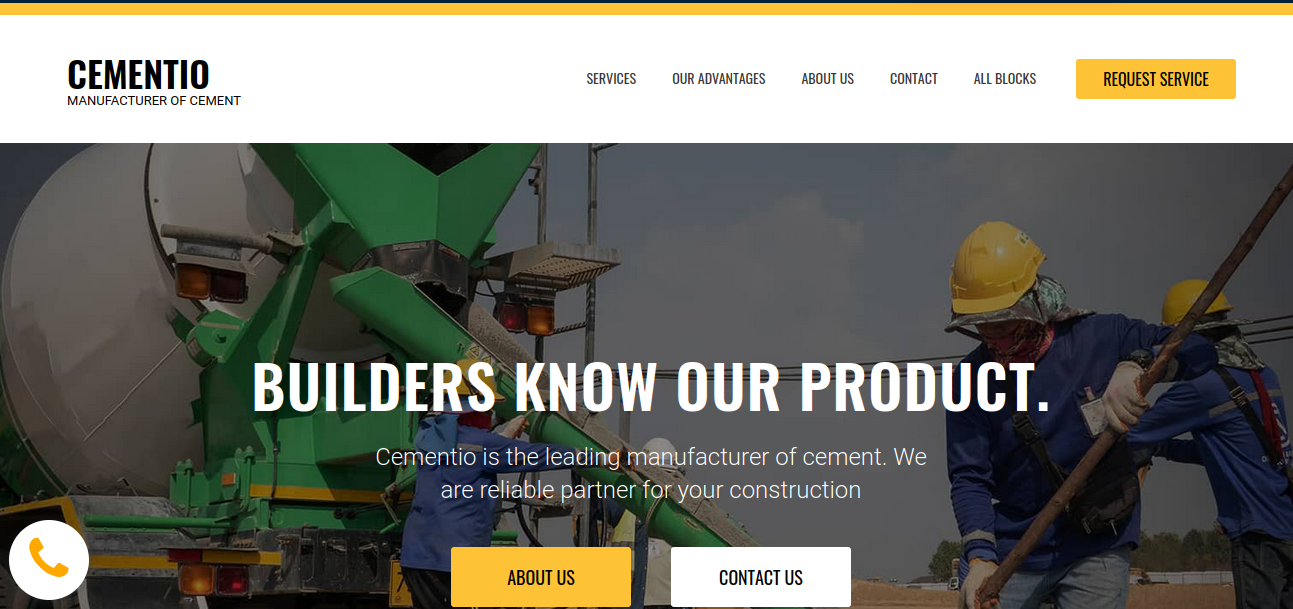 CEMENTIO
MANUFACTURER OF CEMENT
SERVICES
OUR ADVANTAGES
ABOUT US
CONTACT
ALL BLOCKS
REQUEST SERVICE
BUILDERS KNOW OUR PRODUCT.
Cementio is the leading manufacturer of cement. We
are reliable partner for your construction
ABOUT US
CONTACT US